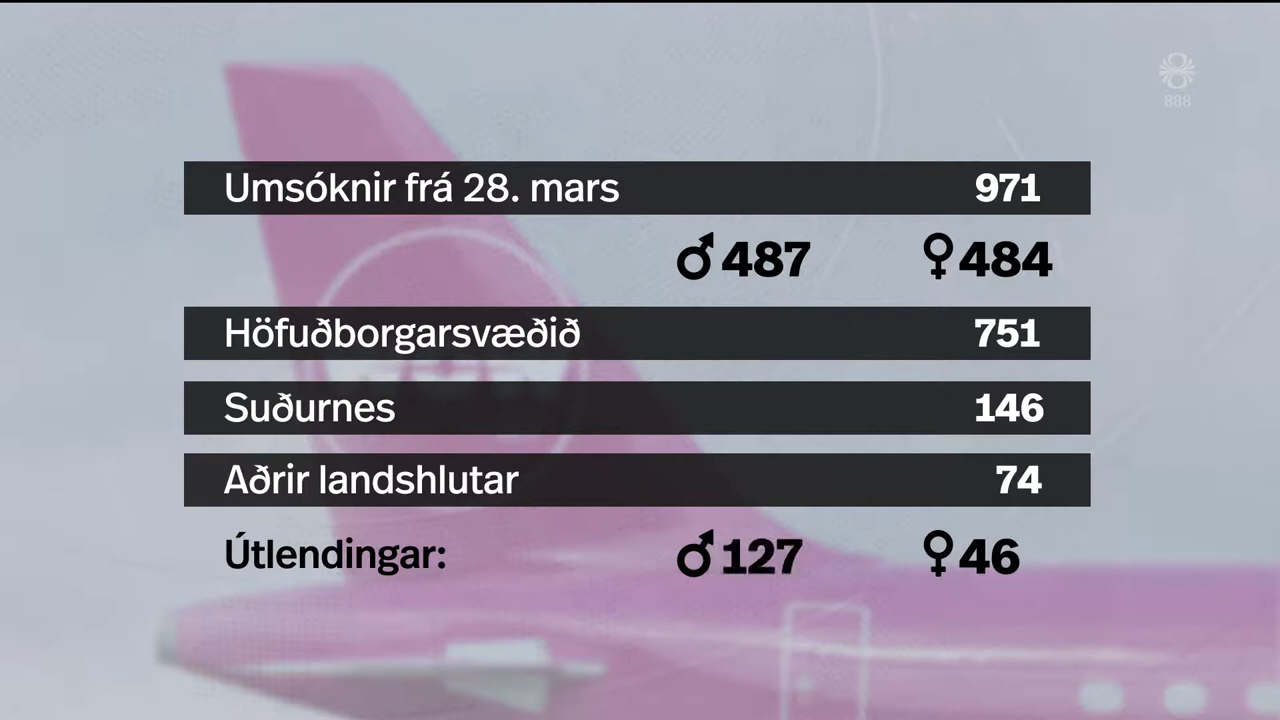 888
Umsóknir frá 28. mars 971
♂487 ♀484
Höfuðborgarsvæðið 751
Suðurnes 146
Aðrir landshlutar 74
Útlendingar: ♂127 ♀46